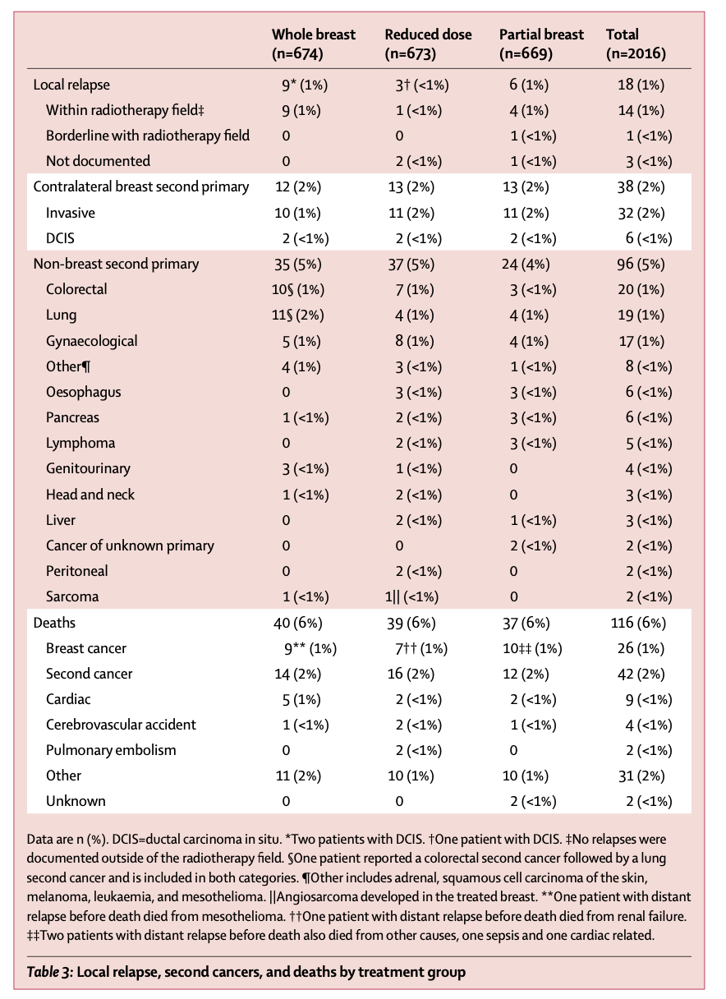 Whole breast (n=674) Reduced dose (n=673) Partial breast (n=669) Total (n=2016)
Local relapse 9* (1%) 3† (<1%) 6 (1%) 18 (1%)
Within radiotherapy field‡ 9 (1%) 1 (<1%) 4 (1%) 14 (1%)
Borderline with radiotherapy field 0 0 1 (<1%) 1 (<1%)
Not documented 0 2 (<1%) 1 (<1%) 3 (<1%)
Contralateral breast second primary 12 (2%) 13 (2%) 13 (2%) 38 (2%)
Invasive 10 (1%) 11 (2%) 11 (2%) 32 (2%)
DCIS 2 (<1%) 2 (<1%) 2 (<1%) 6 (<1%)
Non-breast second primary 35 (5%) 37 (5%) 24 (4%) 96 (5%)
Colorectal 10§ (1%) 7 (1%) 3 (<1%) 20 (1%)
Lung 11§ (2%) 4 (1%) 4 (1%) 19 (1%)
Gynaecological 5 (1%) 8 (1%) 4 (1%) 17 (1%)
Other¶ 4 (1%) 3 (<1%) 1 (<1%) 8 (<1%)
Oesophagus 0 3 (<1%) 3 (<1%) 6 (<1%)
Pancreas 1 (<1%) 2 (<1%) 3 (<1%) 6 (<1%)
Lymphoma 0 2 (<1%) 3 (<1%) 5 (<1%)
Genitourinary 3 (<1%) 1 (<1%) 0 4 (<1%)
Head and neck 1 (<1%) 2 (<1%) 0 3 (<1%)
Liver 0 2 (<1%) 1 (<1%) 3 (<1%)
Cancer of unknown primary 0 0 2 (<1%) 2 (<1%)
Peritoneal 0 2 (<1%) 0 2 (<1%)
Sarcoma 1 (<1%) 1|| (<1%) 0 2 (<1%)
Deaths 40 (6%) 39 (6%) 37 (6%) 116 (6%)
Breast cancer 9** (1%) 7†† (1%) 10‡‡ (1%) 26 (1%)
Second cancer 14 (2%) 16 (2%) 12 (2%) 42 (2%)
Cardiac 5 (1%) 2 (<1%) 2 (<1%) 9 (<1%)
Cerebrovascular accident 1 (<1%) 2 (<1%) 1 (<1%) 4 (<1%)
Pulmonary embolism 0 2 (<1%) 0 2 (<1%)
Other 11 (2%) 10 (1%) 10 (1%) 31 (2%)
Unknown 0 0 2 (<1%) 2 (<1%)
Data are n (%). DCIS=ductal carcinoma in situ. *Two patients with DCIS. †One patient with DCIS. ‡No relapses were
documented outside of the radiotherapy field. §One patient reported a colorectal second cancer followed by a lung
second cancer and is included in both categories. ¶Other includes adrenal, squamous cell carcinoma of the skin,
melanoma, leukaemia, and mesothelioma. ||Angiosarcoma developed in the treated breast. **One patient with distant
relapse before death died from mesothelioma. ††One patient with distant relapse before death died from renal failure.
‡‡Two patients with distant relapse before death also died from other causes, one sepsis and one cardiac related.
Table 3: Local relapse, second cancers, and deaths by treatment group